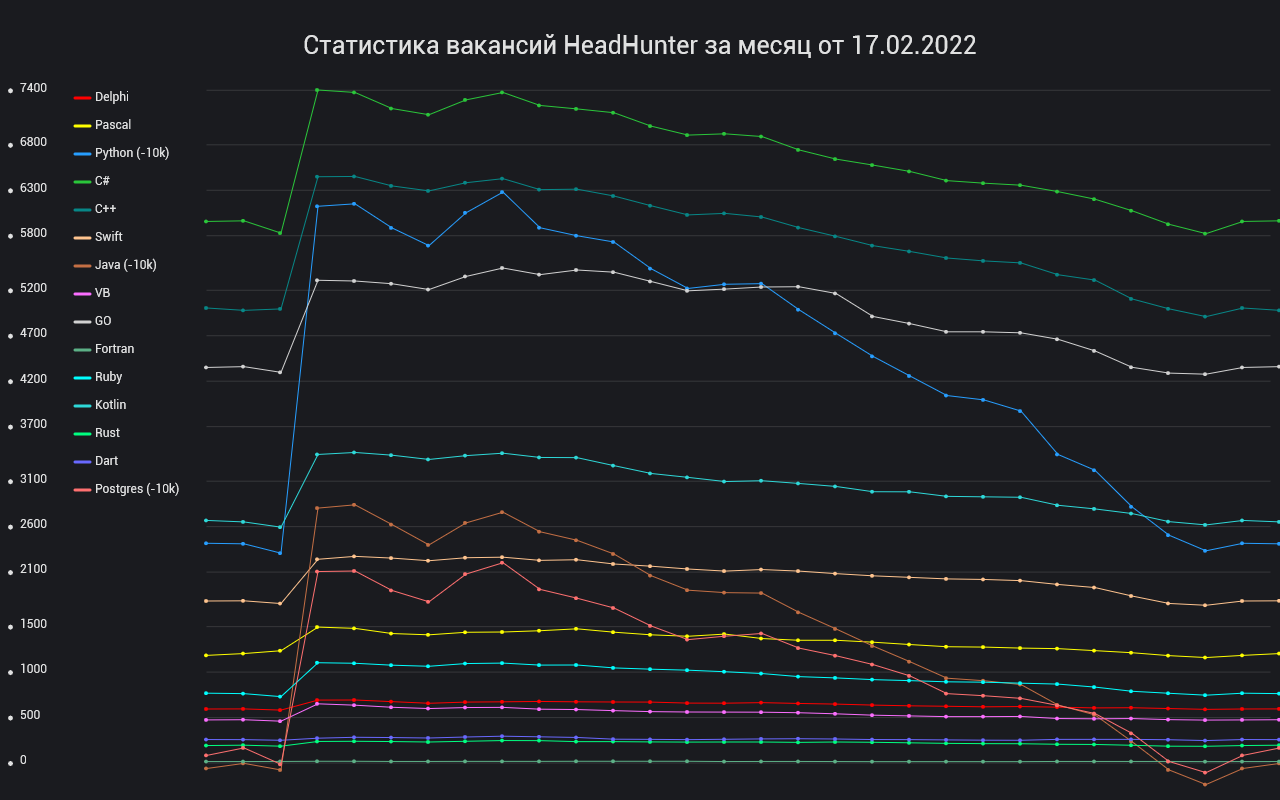 Статистика вакансий HeadHunter за месяц от 17.02.2022
7400
6800
6300
5800
5200
4700
4200
3700
3100
2600
2100
1500
1000
500
0
Delphi
Pascal
Python (-10k)
C#
C++
Swift
Java (-10k)
VB
GO
Fortran
Ruby
Kotlin
Rust
Dart
Postgres (-10k)